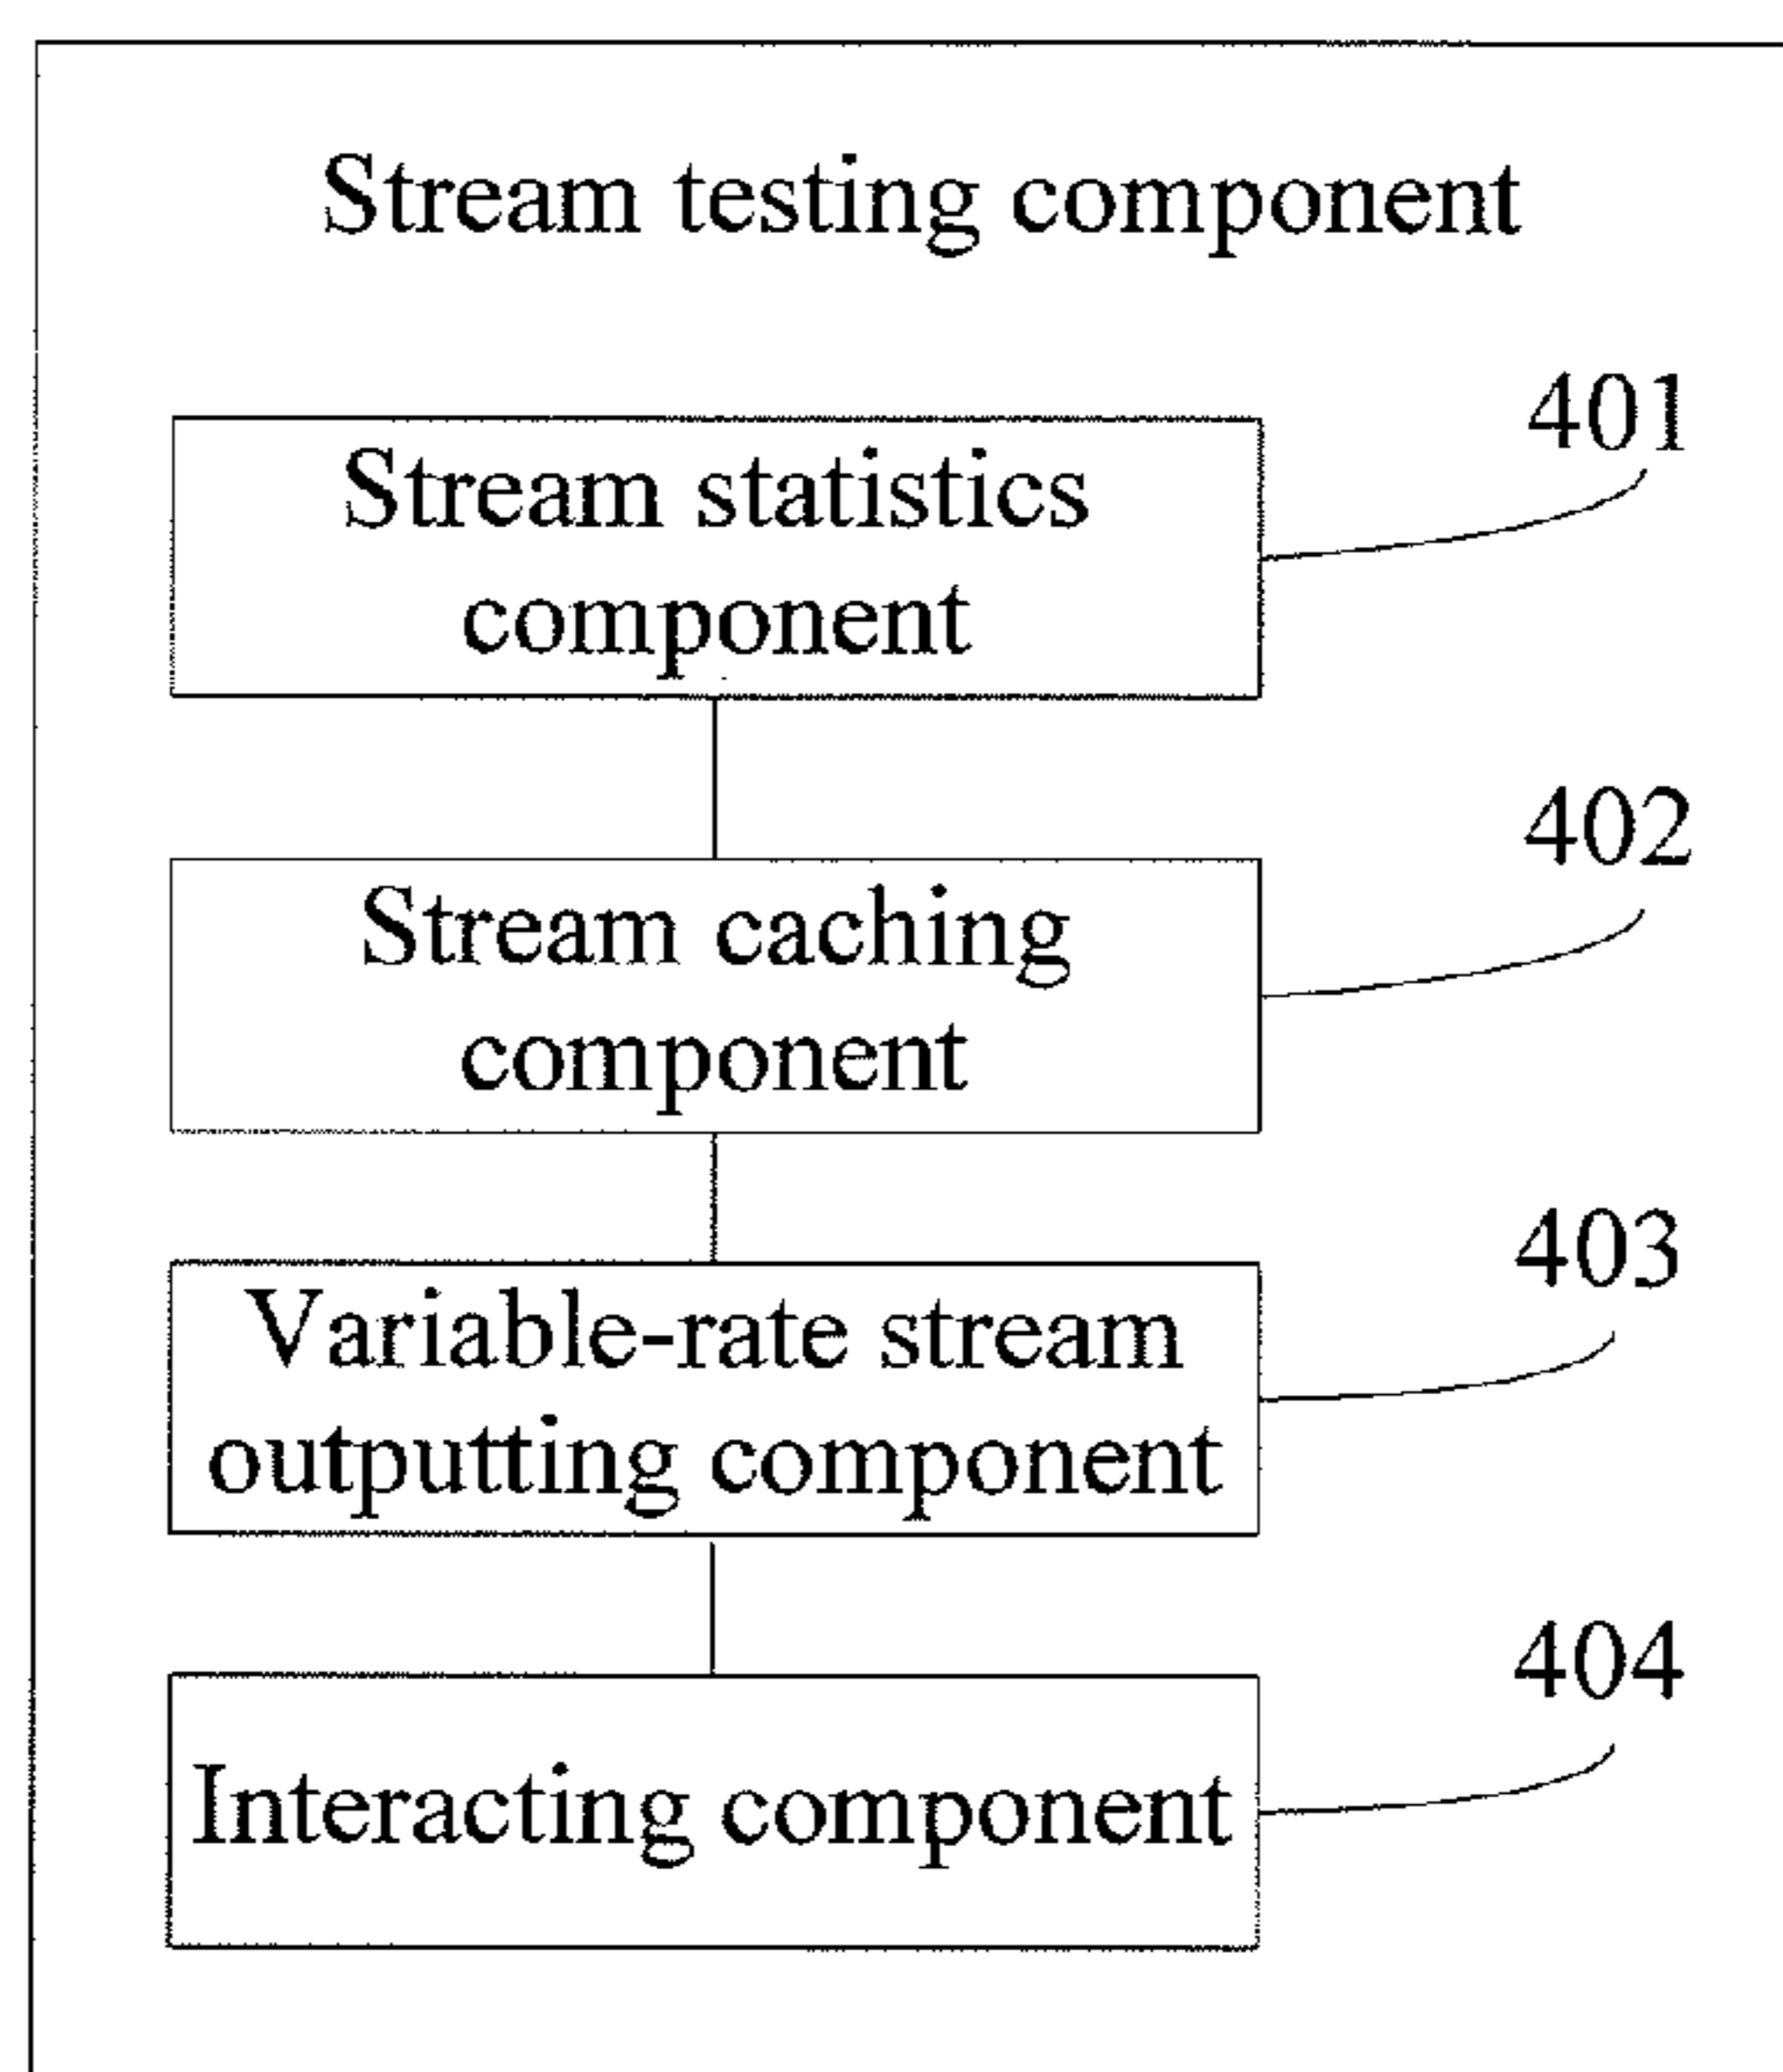 Stream testing component
401
Stream statistics
component
402
Stream caching
component
403
Variable-rate stream
outputting component
404
Interacting component